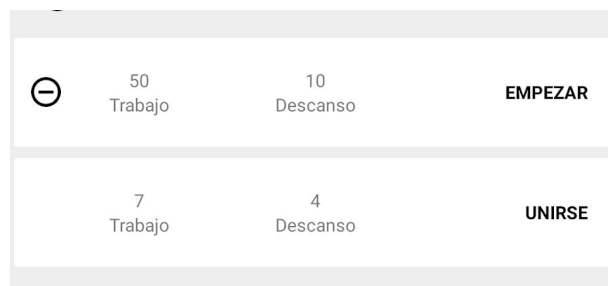 50 10
Trabajo Descanso EMPEZAR
7 4
Trabajo Descanso UNIRSE